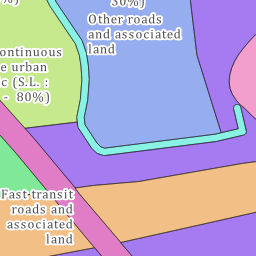 %)
30%)
Other roads
and associated
land
ontinuous
e urban
c (S.L. :
- 80%)
Fast transit
roads and
associated
land